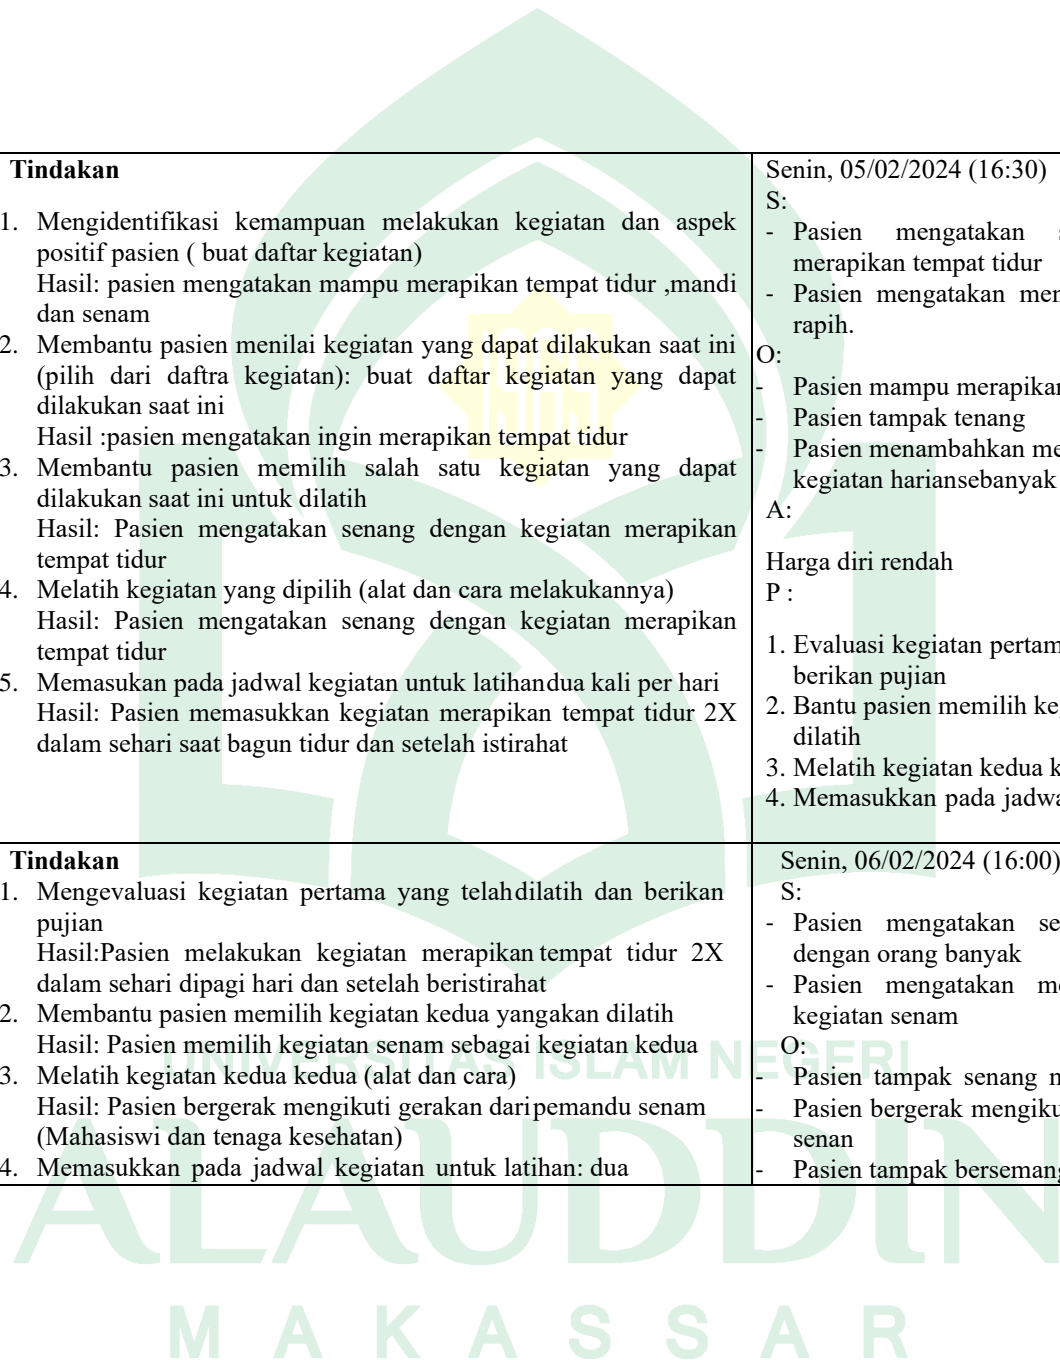 Tindakan
1. Mengidentifikasi kemampuan melakukan kegiatan dan aspek
positif pasien ( buat daftar kegiatan)
Hasil: pasien mengatakan mampu merapikan tempat tidur ,mandi
dan senam
2. Membantu pasien menilai kegiatan yang dapat dilakukan saat ini
(pilih dari daftra kegiatan): buat daftar kegiatan yang dapat
dilakukan saat ini
Hasil :pasien mengatakan ingin merapikan tempat tidur
3. Membantu pasien memilih salah satu kegiatan yang dapat
dilakukan saat ini untuk dilatih
Hasil: Pasien mengatakan senang dengan kegiatan merapikan
tempat tidur
4. Melatih kegiatan yang dipilih (alat dan cara melakukannya)
Hasil: Pasien mengatakan senang dengan kegiatan merapikan
tempat tidur
5. Memasukan pada jadwal kegiatan untuk latihandua kali per hari
Hasil: Pasien memasukkan kegiatan merapikan tempat tidur 2X
dalam sehari saat bagun tidur dan setelah istirahat
Senin, 05/02/2024 (16:30)
S:
- Pasien mengatakan
merapikan tempat tidur
- Pasien mengatakan
rapih.
O:
- Pasien mampu
- Pasien tampak tenang
- Pasien menambahkan
kegiatan hariansebanyak
A:
Harga diri rendah
P :
1. Evaluasi kegiatan
berikan pujian
2. Bantu pasien memilih
dilatih
3. Melatih kegiatan kedua
4. Memasukkan pada
Tindakan
1. Mengevaluasi kegiatan pertama yang telahdilatih dan berikan
pujian
Hasil:Pasien melakukan kegiatan merapikan tempat tidur 2X
dalam sehari dipagi hari dan setelah beristirahat
2. Membantu pasien memilih kegiatan kedua yangakan dilatih
Hasil: Pasien memilih kegiatan senam sebagai kegiatan kedua
3. Melatih kegiatan kedua kedua (alat dan cara)
Hasil: Pasien bergerak mengikuti gerakan daripemandu senam
(Mahasiswi dan tenaga kesehatan)
4. Memasukkan pada jadwal kegiatan untuk latihan: dua
Senin, 06/02/2024 (16:00)
S:
- Pasien mengatakan
dengan orang banyak
- Pasien mengatakan
kegiatan senam
O:
- Pasien tampak senang
- Pasien bergerak
senan
- Pasien tampak
UNIVERSITAS ISLAM NEGERI
ALAUDDIN
MAKASSAR